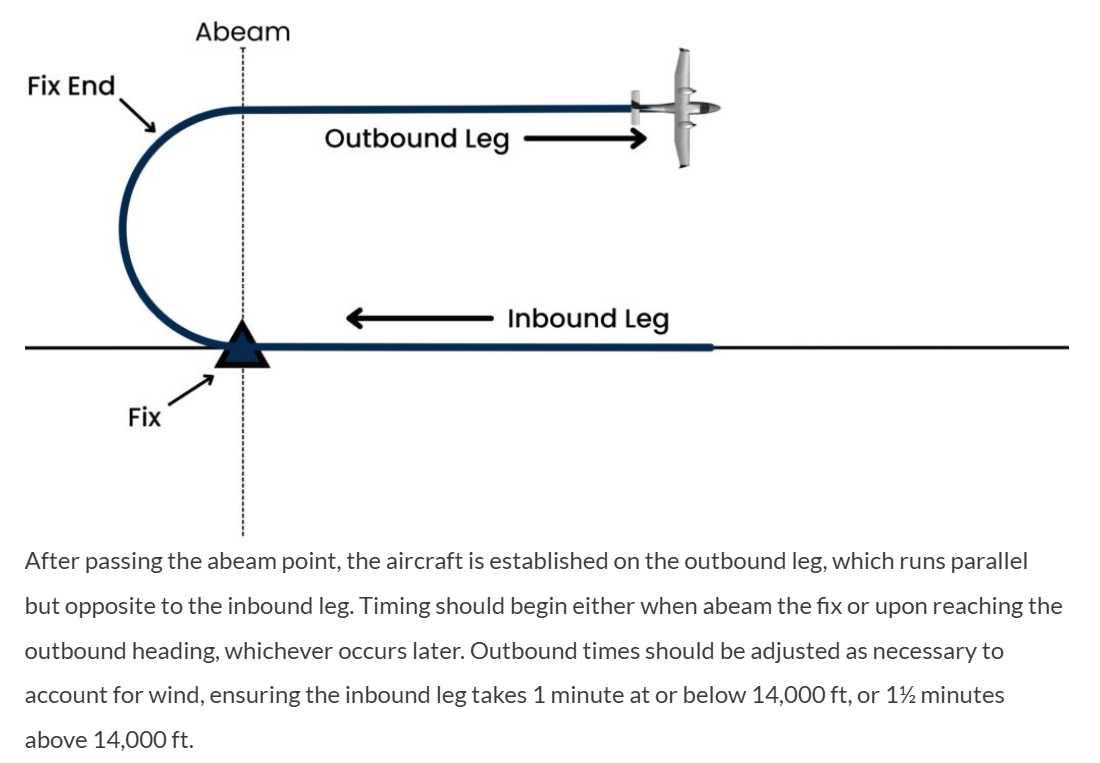 Abeam
Fix End
Outbound Leg
Inbound Leg
Fix
After passing the abeam point, the aircraft is established on the outbound leg, which runs parallel
but opposite to the inbound leg. Timing should begin either when abeam the fix or upon reaching the
outbound heading, whichever occurs later. Outbound times should be adjusted as necessary to
account for wind, ensuring the inbound leg takes 1 minute at or below 14,000 ft, or 1½ minutes
above 14,000 ft.